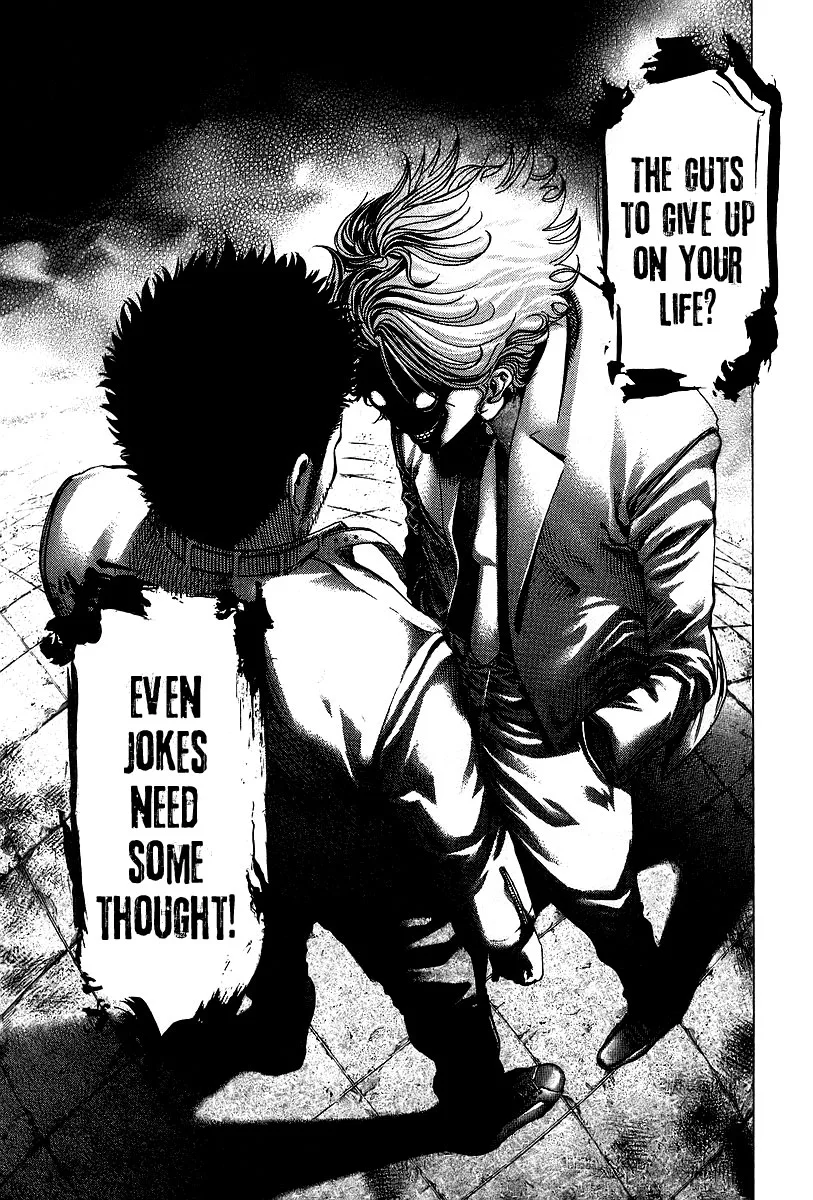 THE GUTS
TO GIVE UP
ON YOUR
LIFE?
EVEN
JOKES
NEED
SOME
THOUGHT!